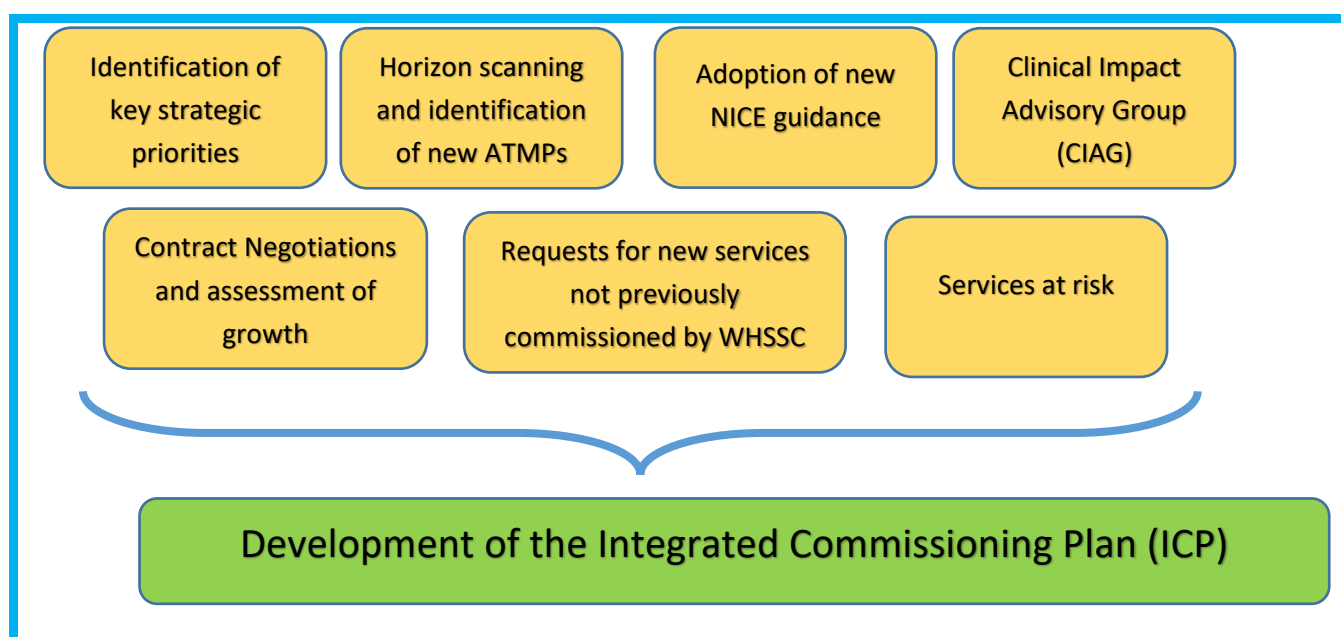 Identification of
key strategic
priorities
Horizon scanning
and identification
of new ATMPs
Adoption of new
NICE guidance
Clinical Impact
Advisory Group
(CIAG)
Contract Negotiations
and assessment of
growth
Requests for new services
not previously
commissioned by WHSSC
Services at risk
Development of the Integrated Commissioning Plan (ICP)